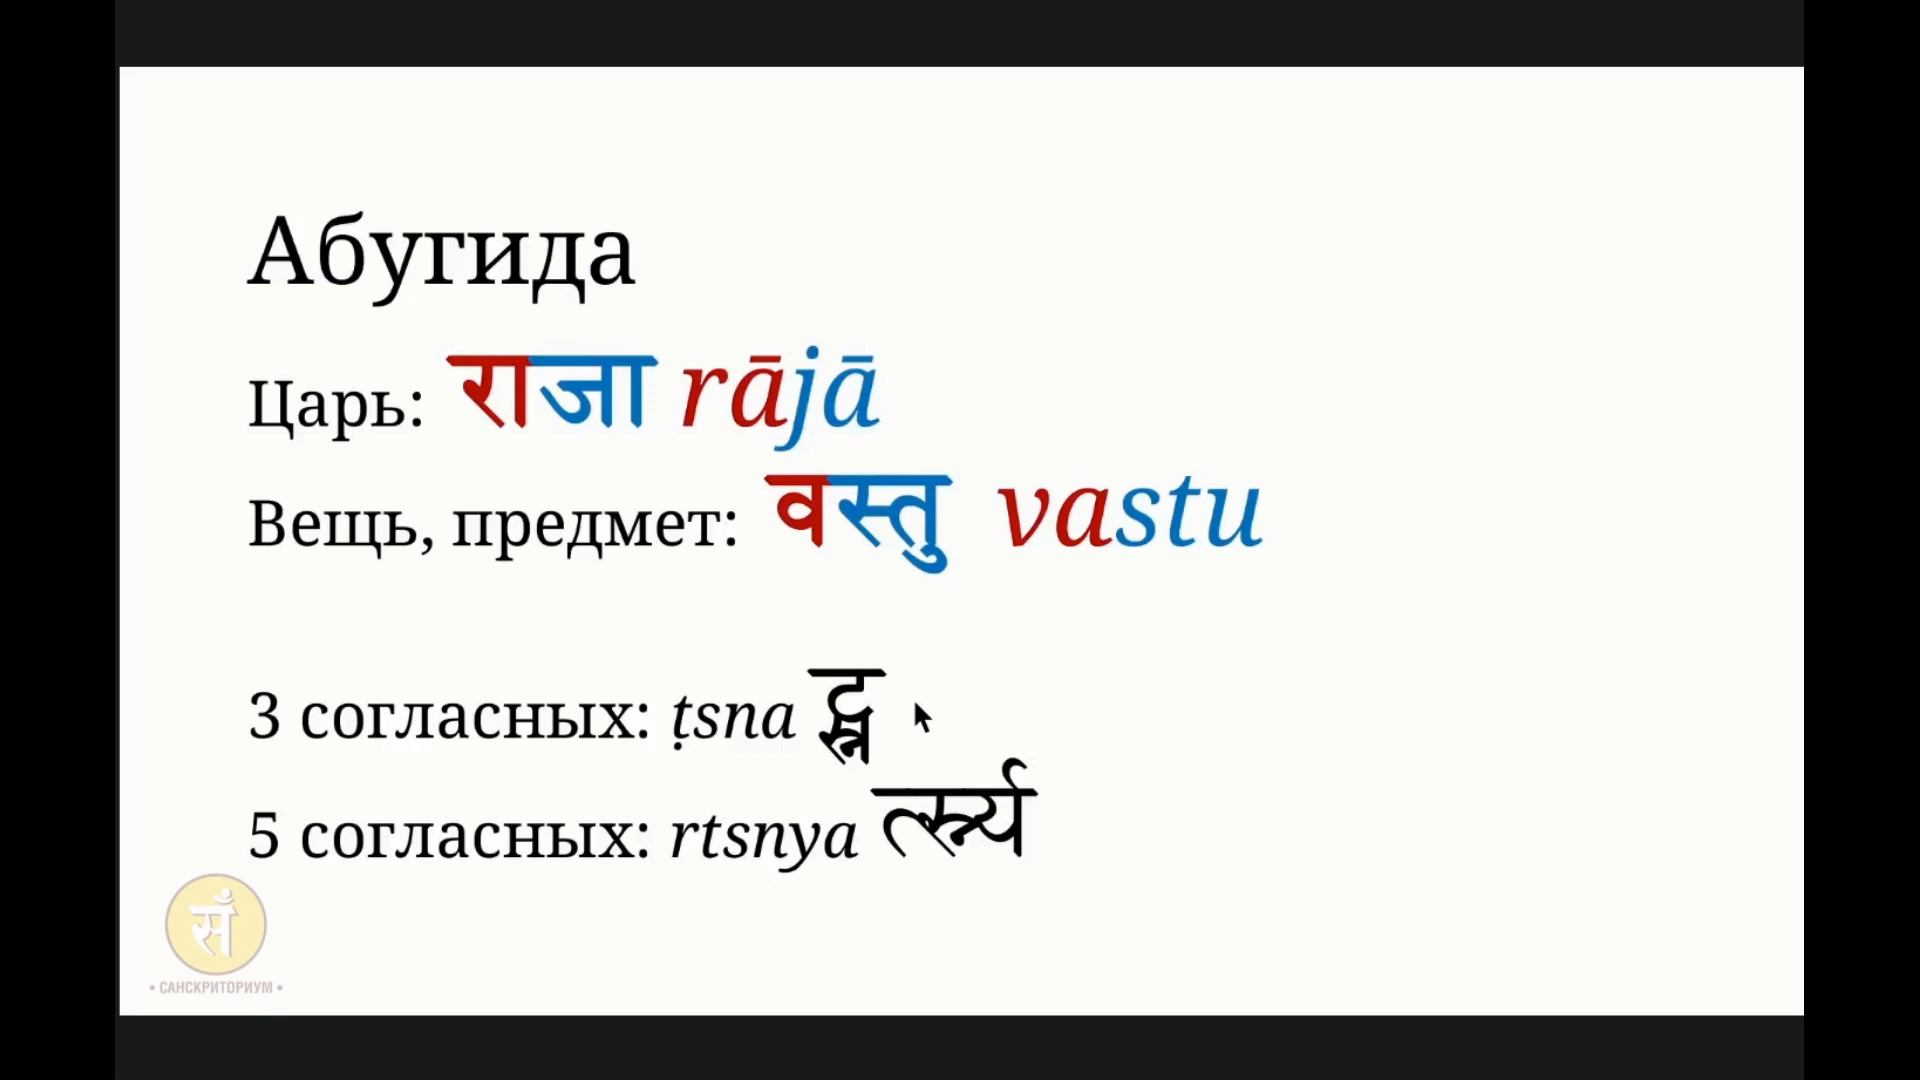 Абугида
Царь: राजा rājā
Вещь, предмет: वस्तु vastu
3 согласных: ṭsna ट्स्न
5 согласных: rtsnya र्त्स्न्य
सँ
• САНСКРИТОРИУМ •